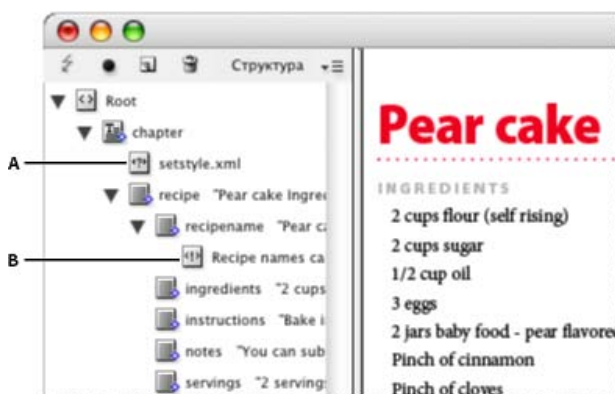 Структура
Root
chapter
A
setstyle.xml
recipe "Pear cake Ingre
recipename "Pear c
B
Recipe names ca
ingredients "2 cups
instructions "Bake i
notes "You can sub
servings "2 serving
Pear cake
INGREDIENTS
2 cups flour (self rising)
2 cups sugar
1/2 cup oil
3 eggs
2 jars baby food - pear flavored
Pinch of cinnamon
Pinch of cloves